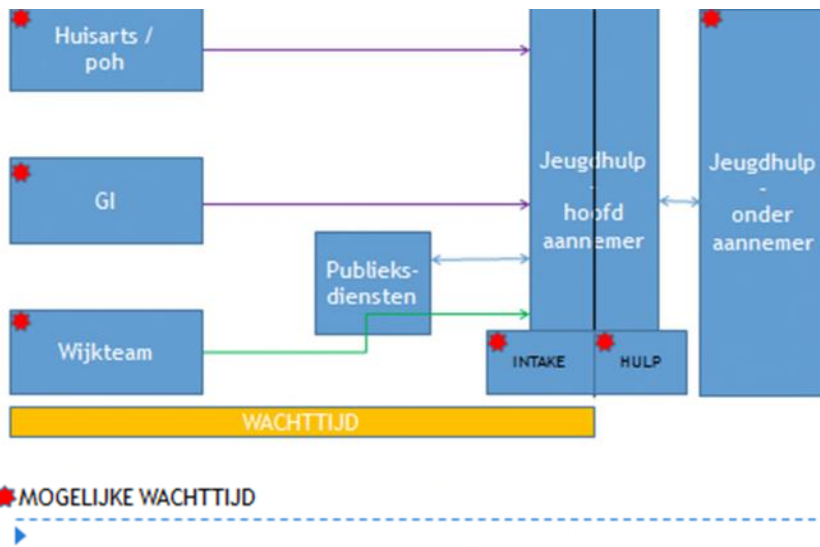 Huisarts /
poh
GI
Wijkteam
Publieks-
diensten
Jeugdhulp
-
hoofd
aannemer
Jeugdhulp
-
onder
aannemer
INTAKE
HULP
WACHTTIJD
MOGELIJKE WACHTTIJD